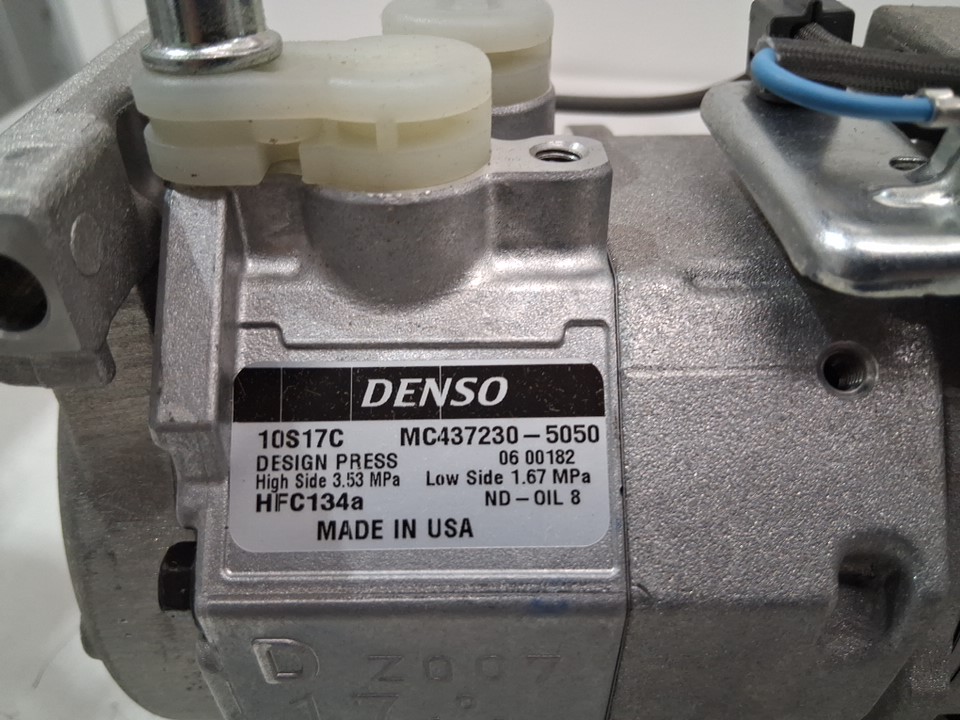 DENSO
10S17C MC437230-5050
DESIGN PRESS 06 00182
High Side 3.53 MPa Low Side 1.67 MPa
HFC134a ND-OIL 8
MADE IN USA
D Z007